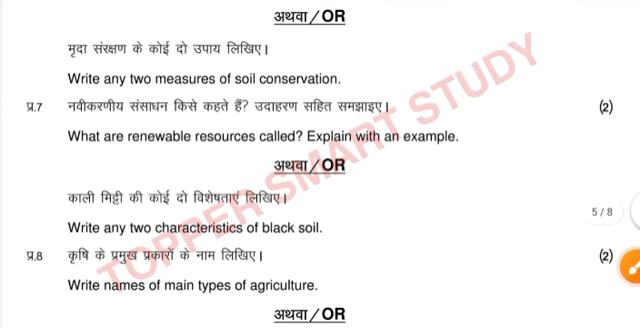 अथवा/OR
मृदा संरक्षण के कोई दो उपाय लिखिए।
Write any two measures of soil conservation.
प्र.7 नवीकरणीय संसाधन किसे कहते हैं? उदाहरण सहित समझाइए। (2)
What are renewable resources called? Explain with an example.
अथवा/OR
काली मिट्टी की कोई दो विशेषताएं लिखिए।
5/8
Write any two characteristics of black soil.
प्र.8 कृषि के प्रमुख प्रकारों के नाम लिखिए। (2)
Write names of main types of agriculture.
अथवा/OR
TOPPER SMART STUDY